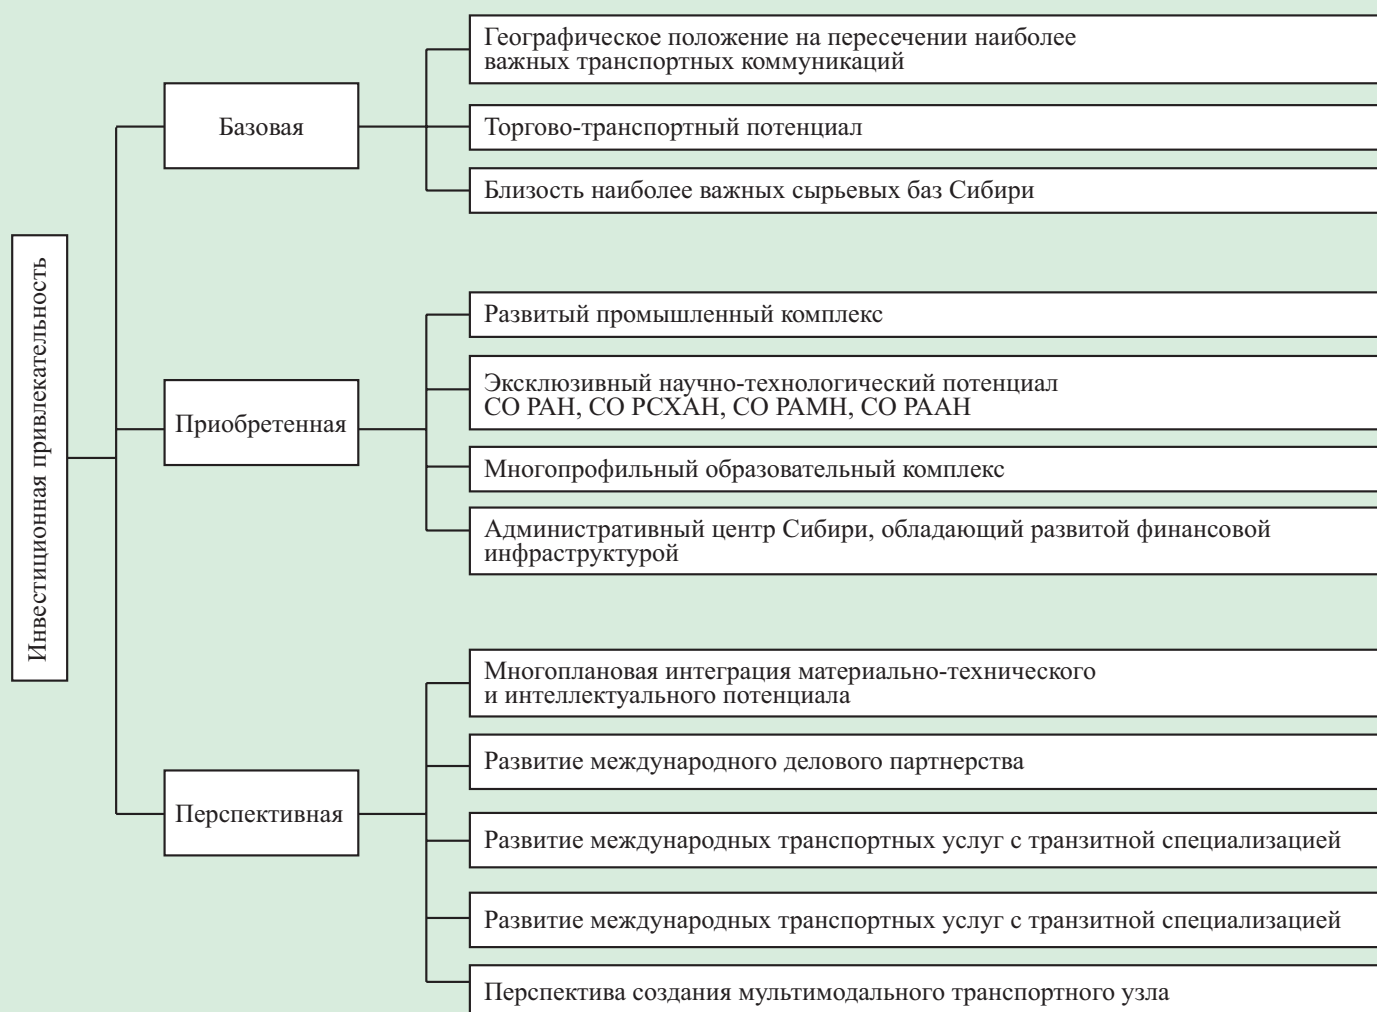 Инвестиционная привлекательность
Базовая
Географическое положение на пересечении наиболее
важных транспортных коммуникаций
Торгово-транспортный потенциал
Близость наиболее важных сырьевых баз Сибири
Приобретенная
Развитый промышленный комплекс
Эксклюзивный научно-технологический потенциал
СО РАН, СО РСХАН, СО РАМН, СО РААН
Многопрофильный образовательный комплекс
Административный центр Сибири, обладающий развитой финансовой
инфраструктурой
Перспективная
Многоплановая интеграция материально-технического
и интеллектуального потенциала
Развитие международного делового партнерства
Развитие международных транспортных услуг с транзитной специализацией
Развитие международных транспортных услуг с транзитной специализацией
Перспектива создания мультимодального транспортного узла